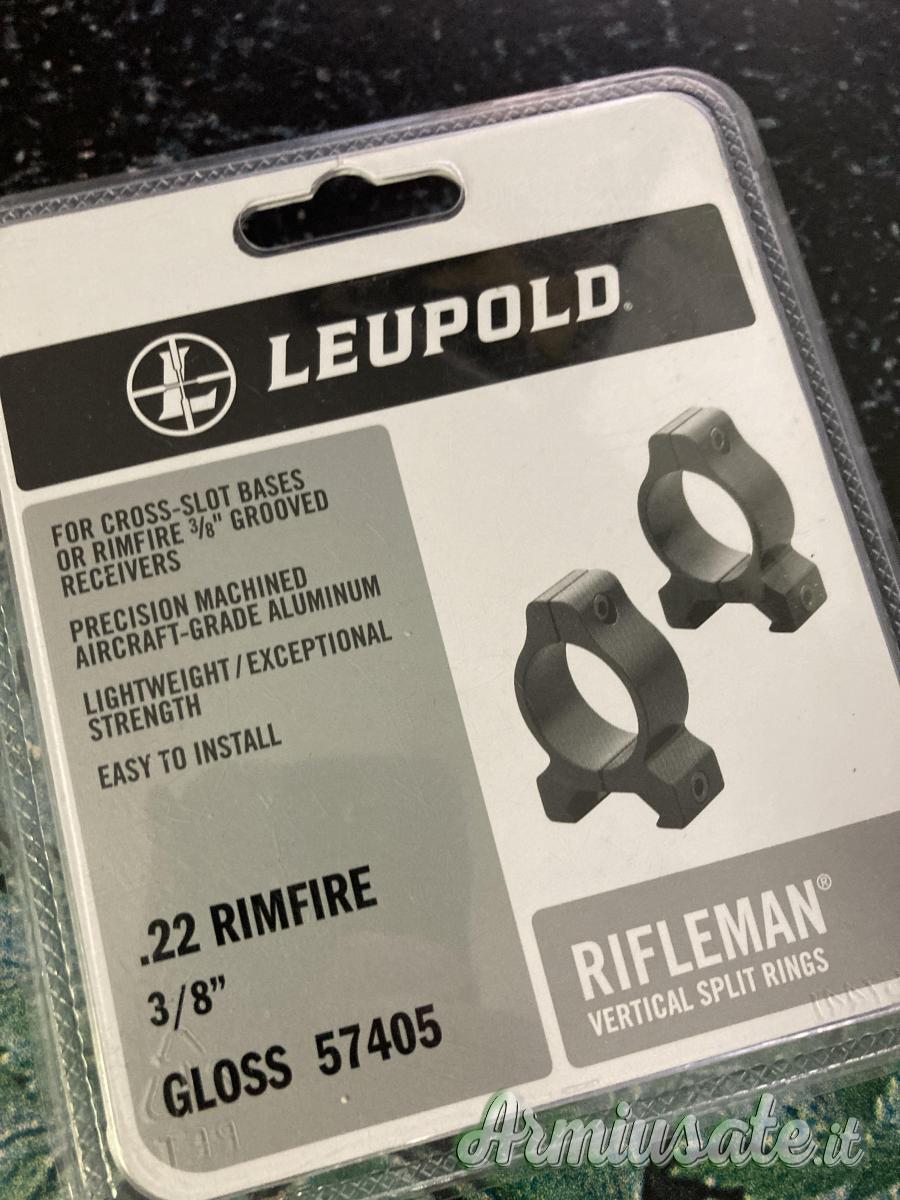 LEUPOLD®
FOR CROSS-SLOT BASES
OR RIMFIRE 3/8" GROOVED
RECEIVERS
PRECISION MACHINED
AIRCRAFT-GRADE ALUMINUM
LIGHTWEIGHT/EXCEPTIONAL
STRENGTH
EASY TO INSTALL
.22 RIMFIRE
3/8”
GLOSS 57405
RIFLEMAN®
VERTICAL SPLIT RINGS
PET
Armiusate.it